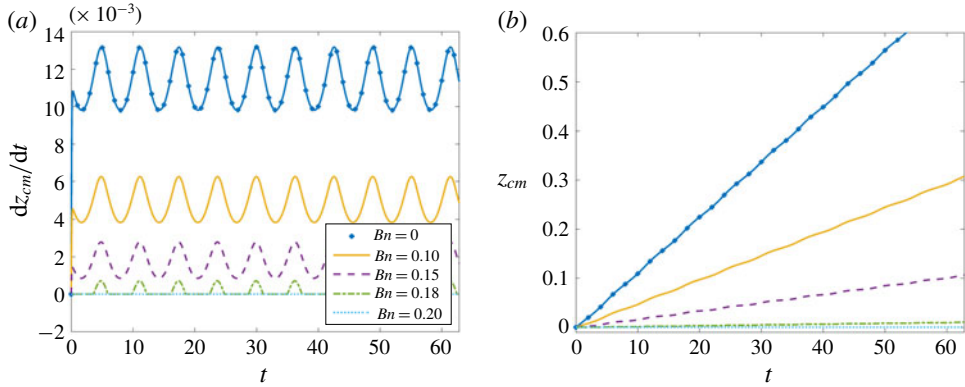 (a)
(× 10⁻³)
14
12
10
8
6
4
2
0
−2
dz_cm/dt
0
10
20
30
40
50
60
t
Bn = 0
Bn = 0.10
Bn = 0.15
Bn = 0.18
Bn = 0.20
(b)
0.6
0.5
0.4
0.3
0.2
0.1
0
z_cm
0
10
20
30
40
50
60
t